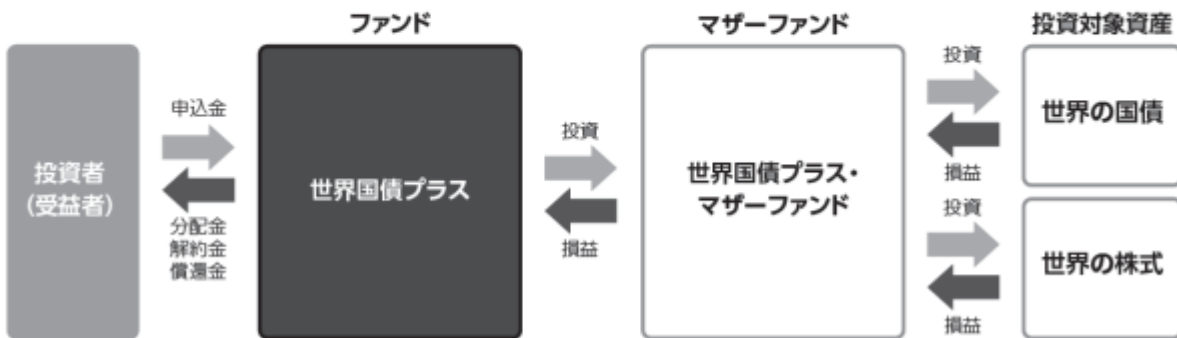 ファンド
マザーファンド
投資対象資産
投資者
(受益者)
申込金
分配金
解約金
償還金
世界国債プラス
投資
損益
世界国債プラス・
マザーファンド
投資
損益
世界の国債
投資
損益
世界の株式